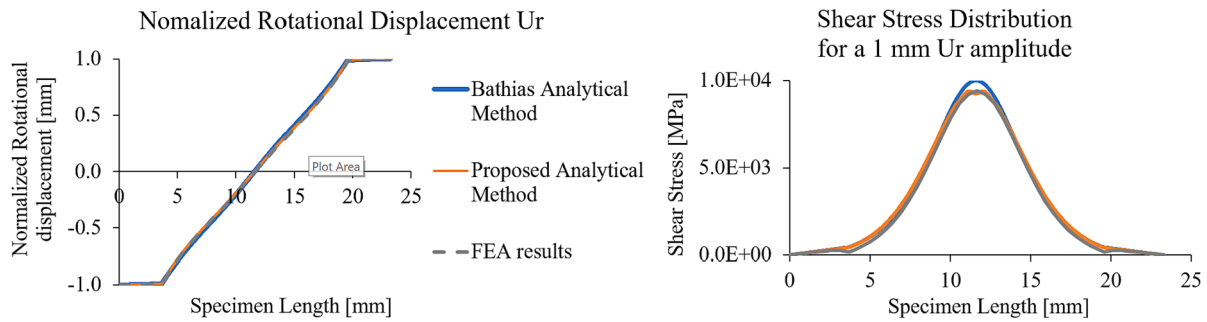 Nomalized Rotational Displacement Ur
Normalized Rotational
displacement [mm]
1.0
0.5
0.0
-0.5
-1.0
0
5
10
15
20
25
Plot Area
Specimen Length [mm]
Bathias Analytical
Method
Proposed Analytical
Method
FEA results
Shear Stress Distribution
for a 1 mm Ur amplitude
Shear Stress [MPa]
1.0E+04
5.0E+03
0.0E+00
0
5
10
15
20
25
Specimen Length [mm]